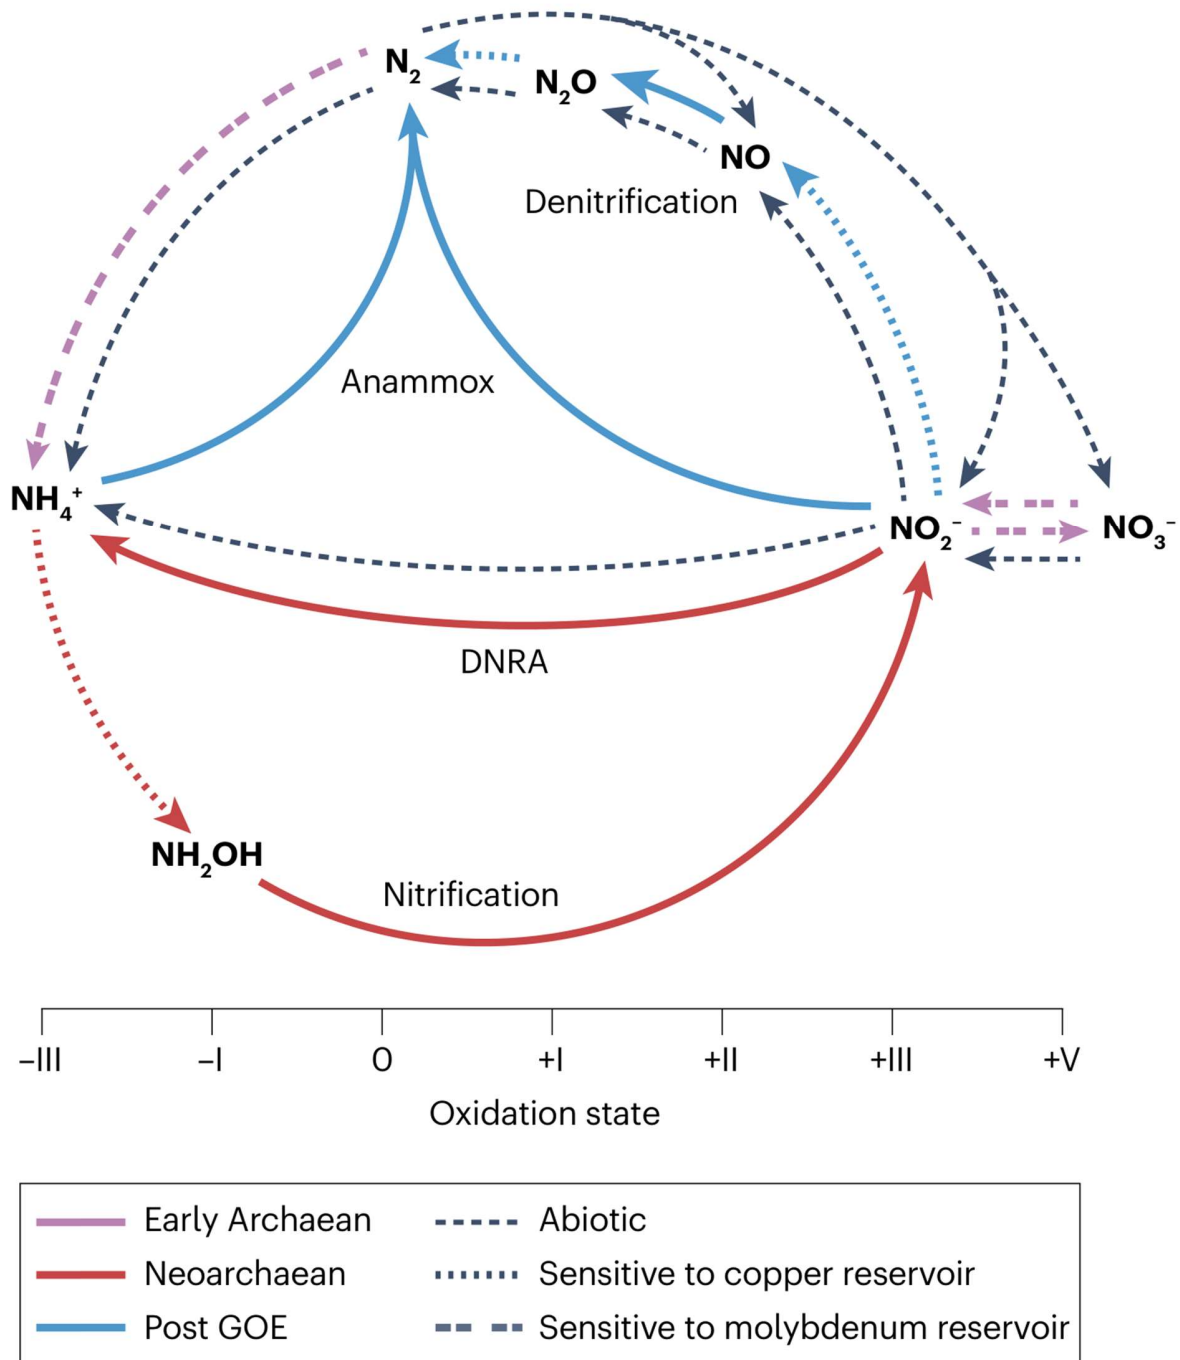 N₂
N₂O
NO
Denitrification
Anammox
NH₄⁺
NO₂⁻
NO₃⁻
DNRA
NH₂OH
Nitrification
–III
–I
0
+I
+II
+III
+V
Oxidation state
Early Archaean
Abiotic
Neoarchaean
Sensitive to copper reservoir
Post GOE
Sensitive to molybdenum reservoir